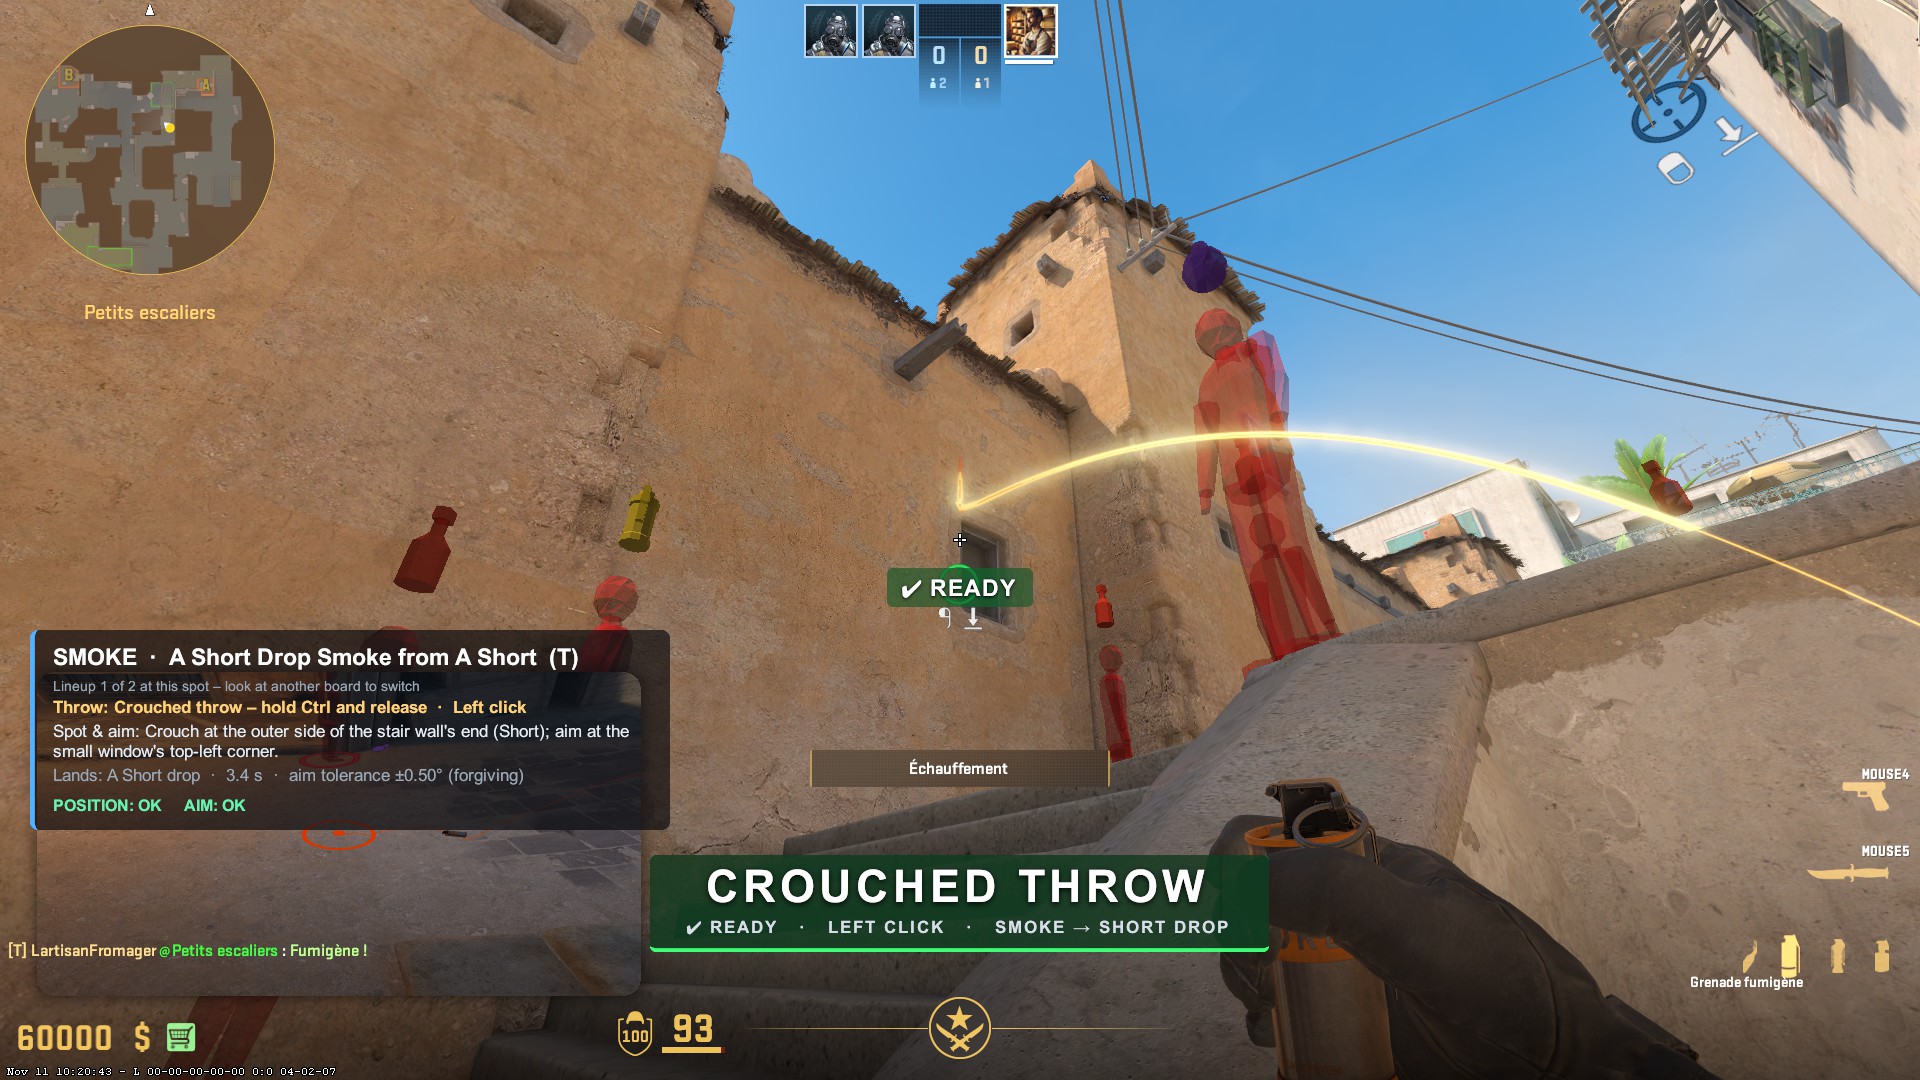 0 0
2 1
B A
Petits escaliers
✔ READY
SMOKE · A Short Drop Smoke from A Short (T)
Lineup 1 of 2 at this spot – look at another board to switch
Throw: Crouched throw – hold Ctrl and release · Left click
Spot & aim: Crouch at the outer side of the stair wall's end (Short); aim at the
small window's top-left corner.
Lands: A Short drop · 3.4 s · aim tolerance ±0.50° (forgiving)
POSITION: OK AIM: OK
Échauffement
MOUSE4
MOUSE5
CROUCHED THROW
✔ READY · LEFT CLICK · SMOKE → SHORT DROP
[T] LartisanFromager@Petits escaliers : Fumigène !
Grenade fumigène
60000 $
100 93
Nov 11 10:20:43 - L 00-00-00-00-00 0:0 04-02-07